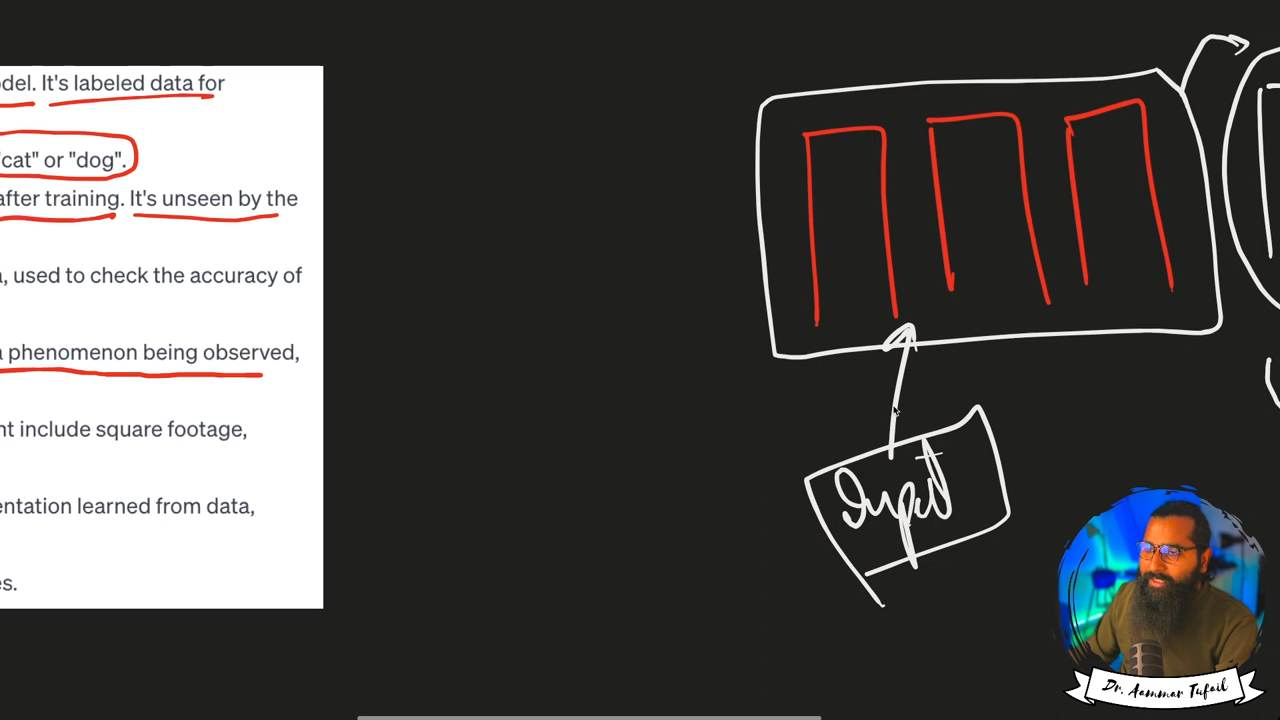 odel. It's labeled data for
"cat" or "dog".
after training. It's unseen by the
a, used to check the accuracy of
a phenomenon being observed,
nt include square footage,
entation learned from data,
es.
Input
Dr. Aammar Tufail